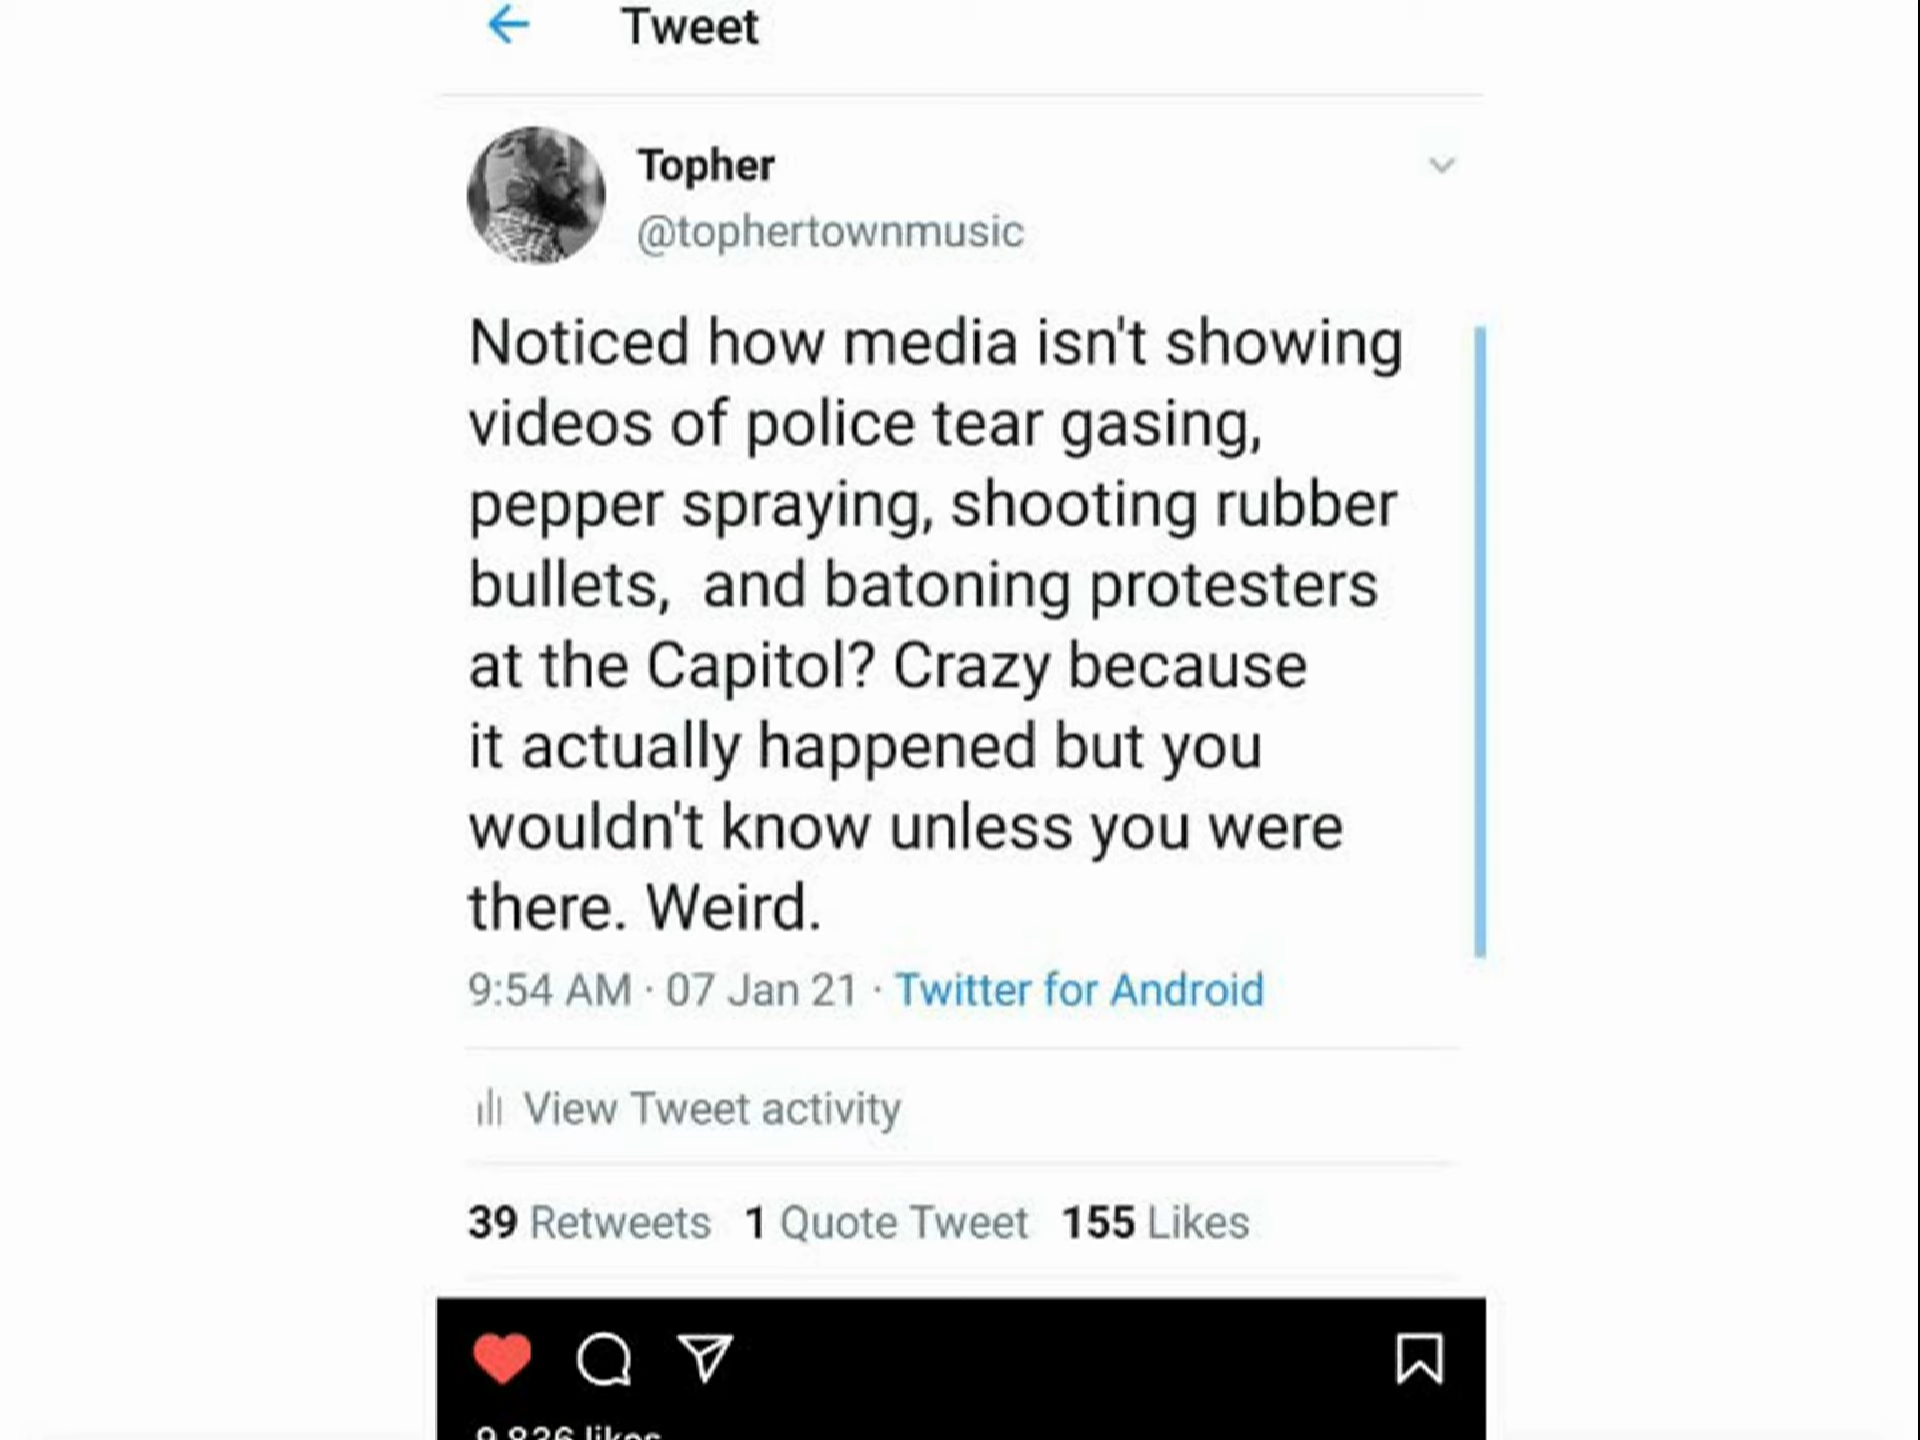 Tweet
Topher
@tophertownmusic
Noticed how media isn't showing
videos of police tear gasing,
pepper spraying, shooting rubber
bullets,  and batoning protesters
at the Capitol? Crazy because
it actually happened but you
wouldn't know unless you were
there. Weird.
9:54 AM · 07 Jan 21 · Twitter for Android
View Tweet activity
39 Retweets 1 Quote Tweet 155 Likes
9,836 likes